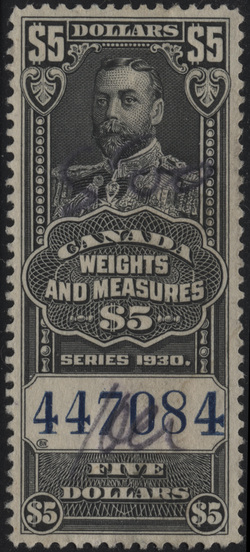 $5 DOLLARS $5
CANADA
WEIGHTS
AND MEASURES
$5
SERIES 1930.
447084
FIVE
$5 DOLLARS $5